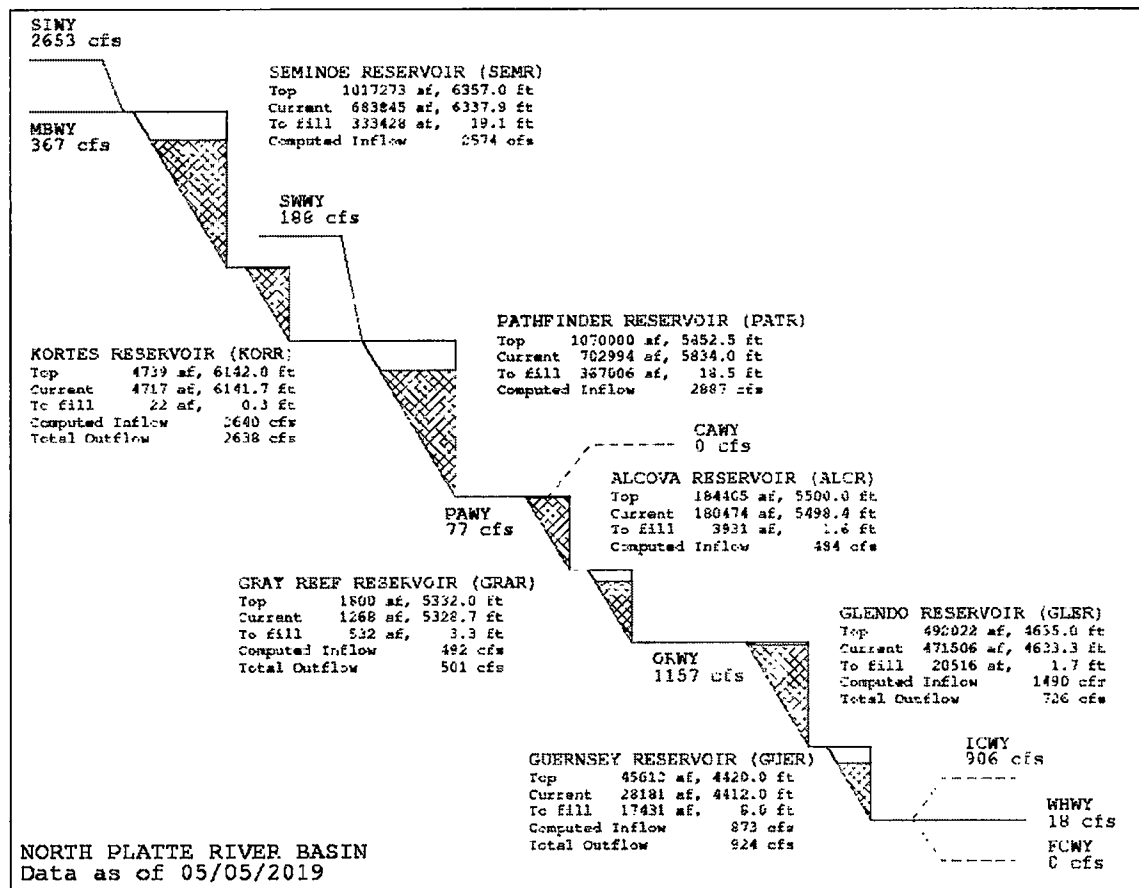 SIWY
2653 cfs
SEMINOE RESERVOIR (SEMR)
Top 1017273 af, 6357.0 ft
Current 683845 af, 6337.9 ft
To fill 333428 af, 19.1 ft
Computed Inflow 2574 cfs
MBWY
367 cfs
SWWY
188 cfs
PATHFINDER RESERVOIR (PATR)
Top 1070000 af, 5852.5 ft
Current 702994 af, 5834.0 ft
To fill 367006 af, 18.5 ft
Computed Inflow 2887 cfs
KORTES RESERVOIR (KORR)
Top 4739 af, 6142.0 ft
Current 4717 af, 6141.7 ft
To fill 22 af, 0.3 ft
Computed Inflow 2640 cfs
Total Outflow 2638 cfs
CAWY
0 cfs
ALCOVA RESERVOIR (ALCR)
Top 184405 af, 5500.0 ft
Current 180474 af, 5498.4 ft
To fill 3931 af, 1.6 ft
Computed Inflow 484 cfs
PAWY
77 cfs
GRAY REEF RESERVOIR (GRAR)
Top 1800 af, 5332.0 ft
Current 1268 af, 5328.7 ft
To fill 532 af, 3.3 ft
Computed Inflow 492 cfs
Total Outflow 501 cfs
GLENDO RESERVOIR (GLER)
Top 492022 af, 4635.0 ft
Current 471506 af, 4633.3 ft
To fill 20516 af, 1.7 ft
Computed Inflow 1490 cfs
Total Outflow 726 cfs
ORWY
1157 cfs
GUERNSEY RESERVOIR (GUER)
Top 45612 af, 4420.0 ft
Current 28181 af, 4412.0 ft
To fill 17431 af, 8.0 ft
Computed Inflow 873 cfs
Total Outflow 924 cfs
ICWY
906 cfs
WHWY
18 cfs
FCWY
0 cfs
NORTH PLATTE RIVER BASIN
Data as of 05/05/2019